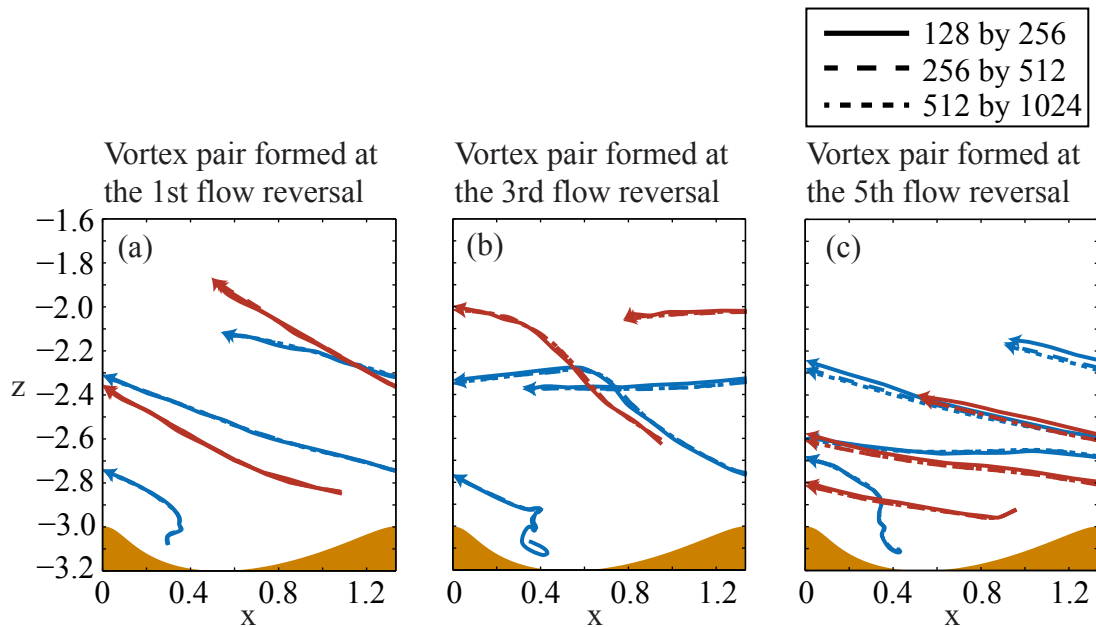 128 by 256
256 by 512
512 by 1024
Vortex pair formed at
the 1st flow reversal
Vortex pair formed at
the 3rd flow reversal
Vortex pair formed at
the 5th flow reversal
(a)
(b)
(c)
−1.6
−1.8
−2.0
−2.2
−2.4
−2.6
−2.8
−3.0
−3.2
z
0 0.4 0.8 1.2
0 0.4 0.8 1.2
0 0.4 0.8 1.2
x
x
x